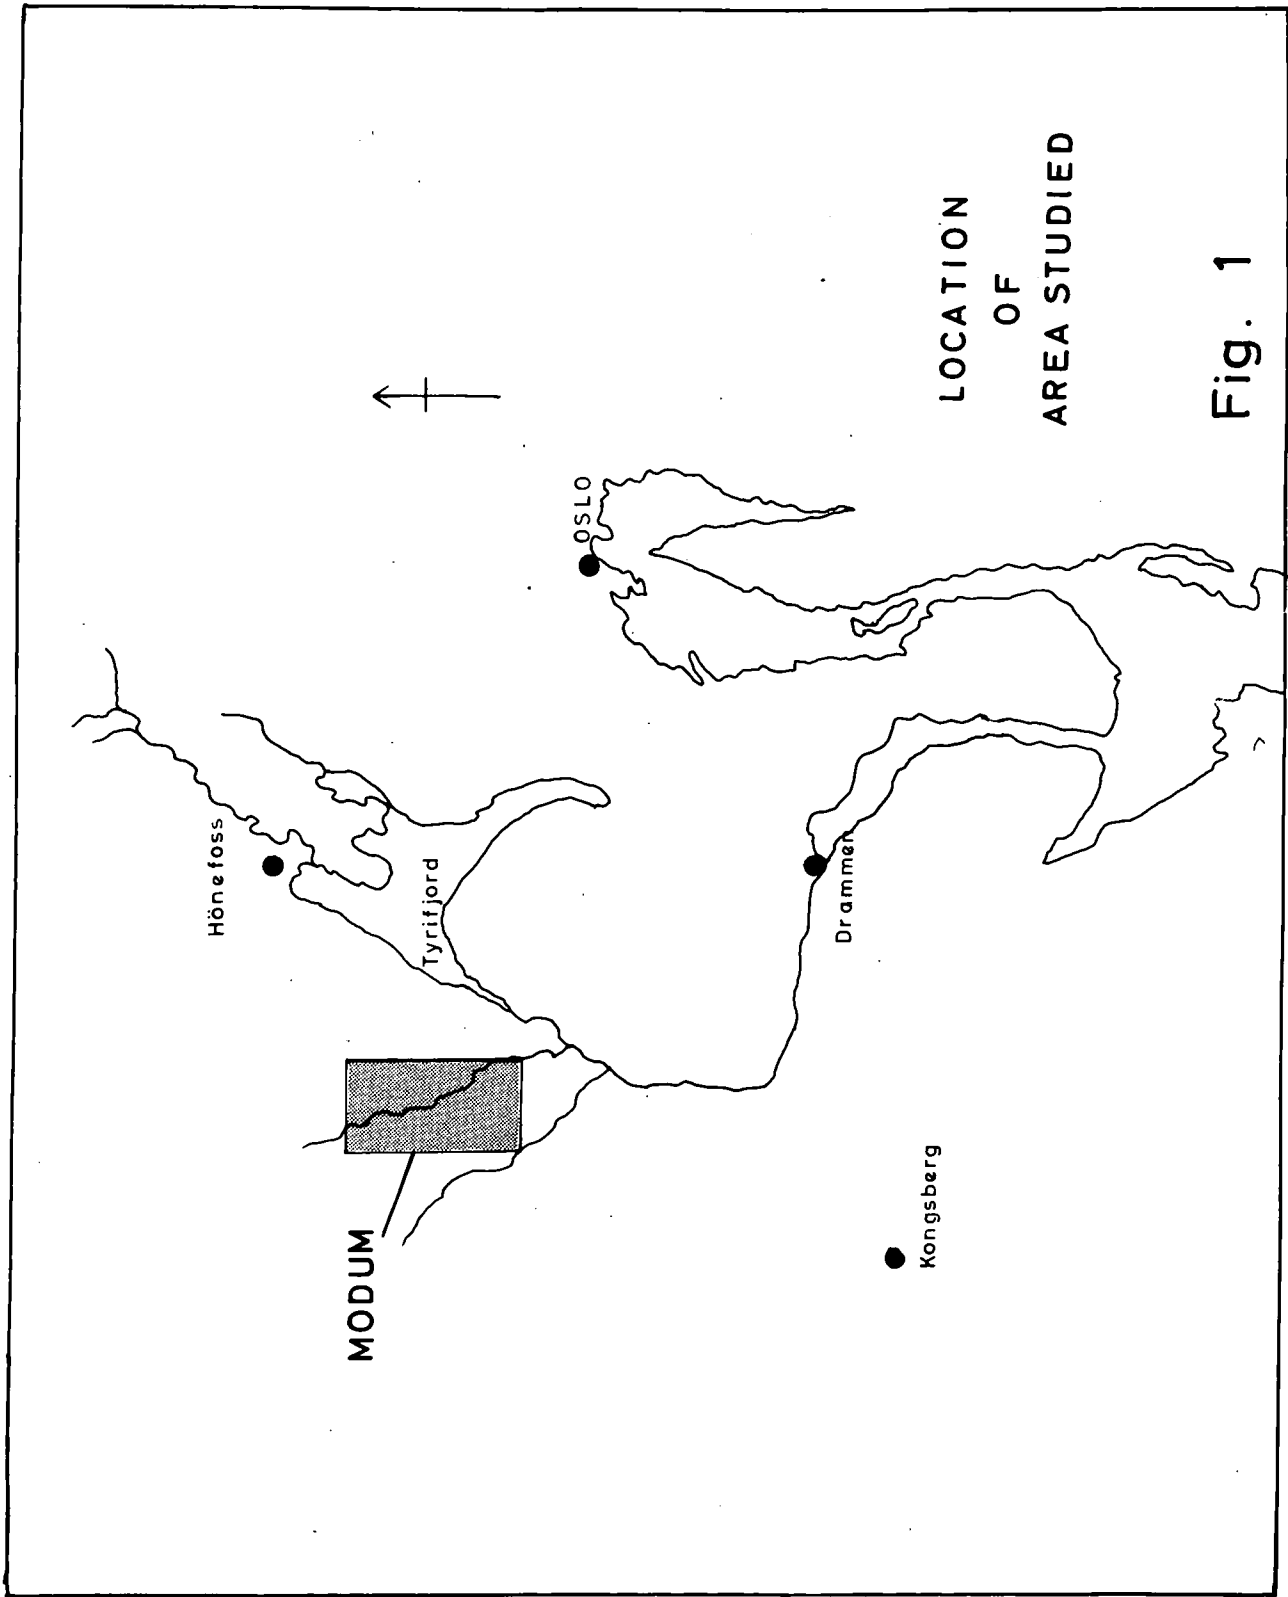 Hönefoss
MODUM
Tyrifjord
OSLO
Drammen
Kongsberg
LOCATION
OF
AREA STUDIED
Fig. 1